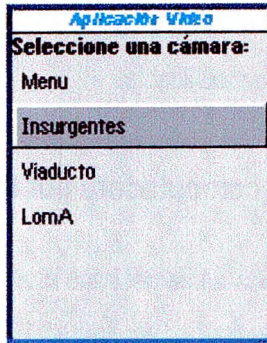 Aplicación Video
Seleccione una cámara:
Menu
Insurgentes
Viaducto
LomA